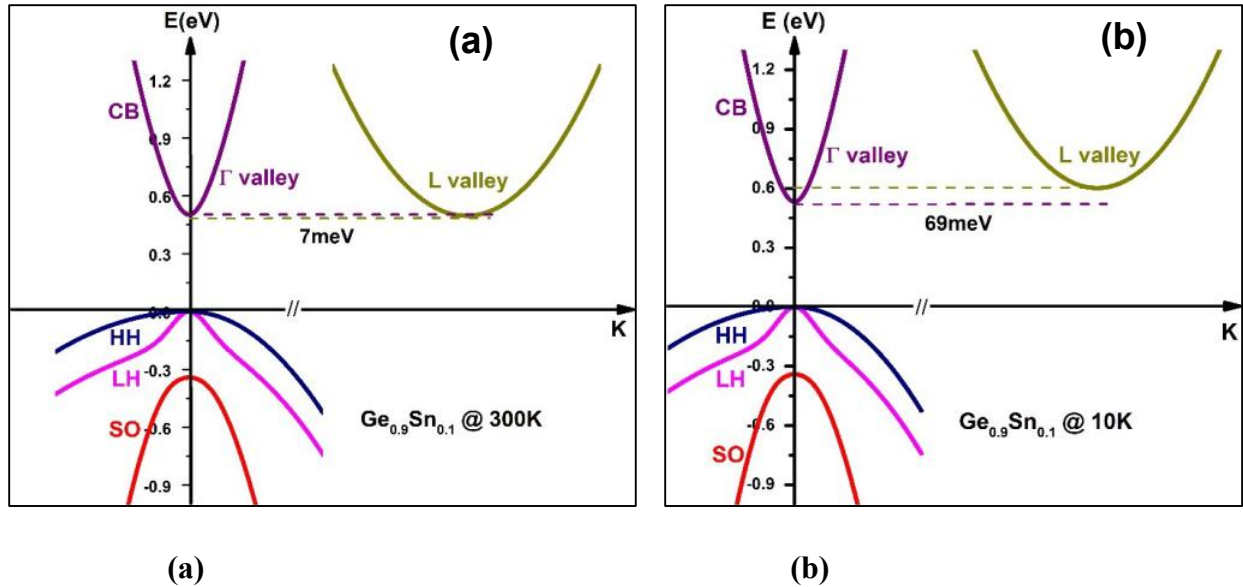 E(eV)
(a)
1.2
CB
0.9
Γ valley
L valley
0.6
7meV
0.3
0.0
K
HH
-0.3
LH
Ge0.9Sn0.1 @ 300K
SO
-0.6
-0.9
E (eV)
(b)
1.2
CB
0.9
Γ valley
L valley
0.6
69meV
0.3
0.0
K
HH
-0.3
LH
Ge0.9Sn0.1 @ 10K
-0.6
SO
-0.9
(a)
(b)